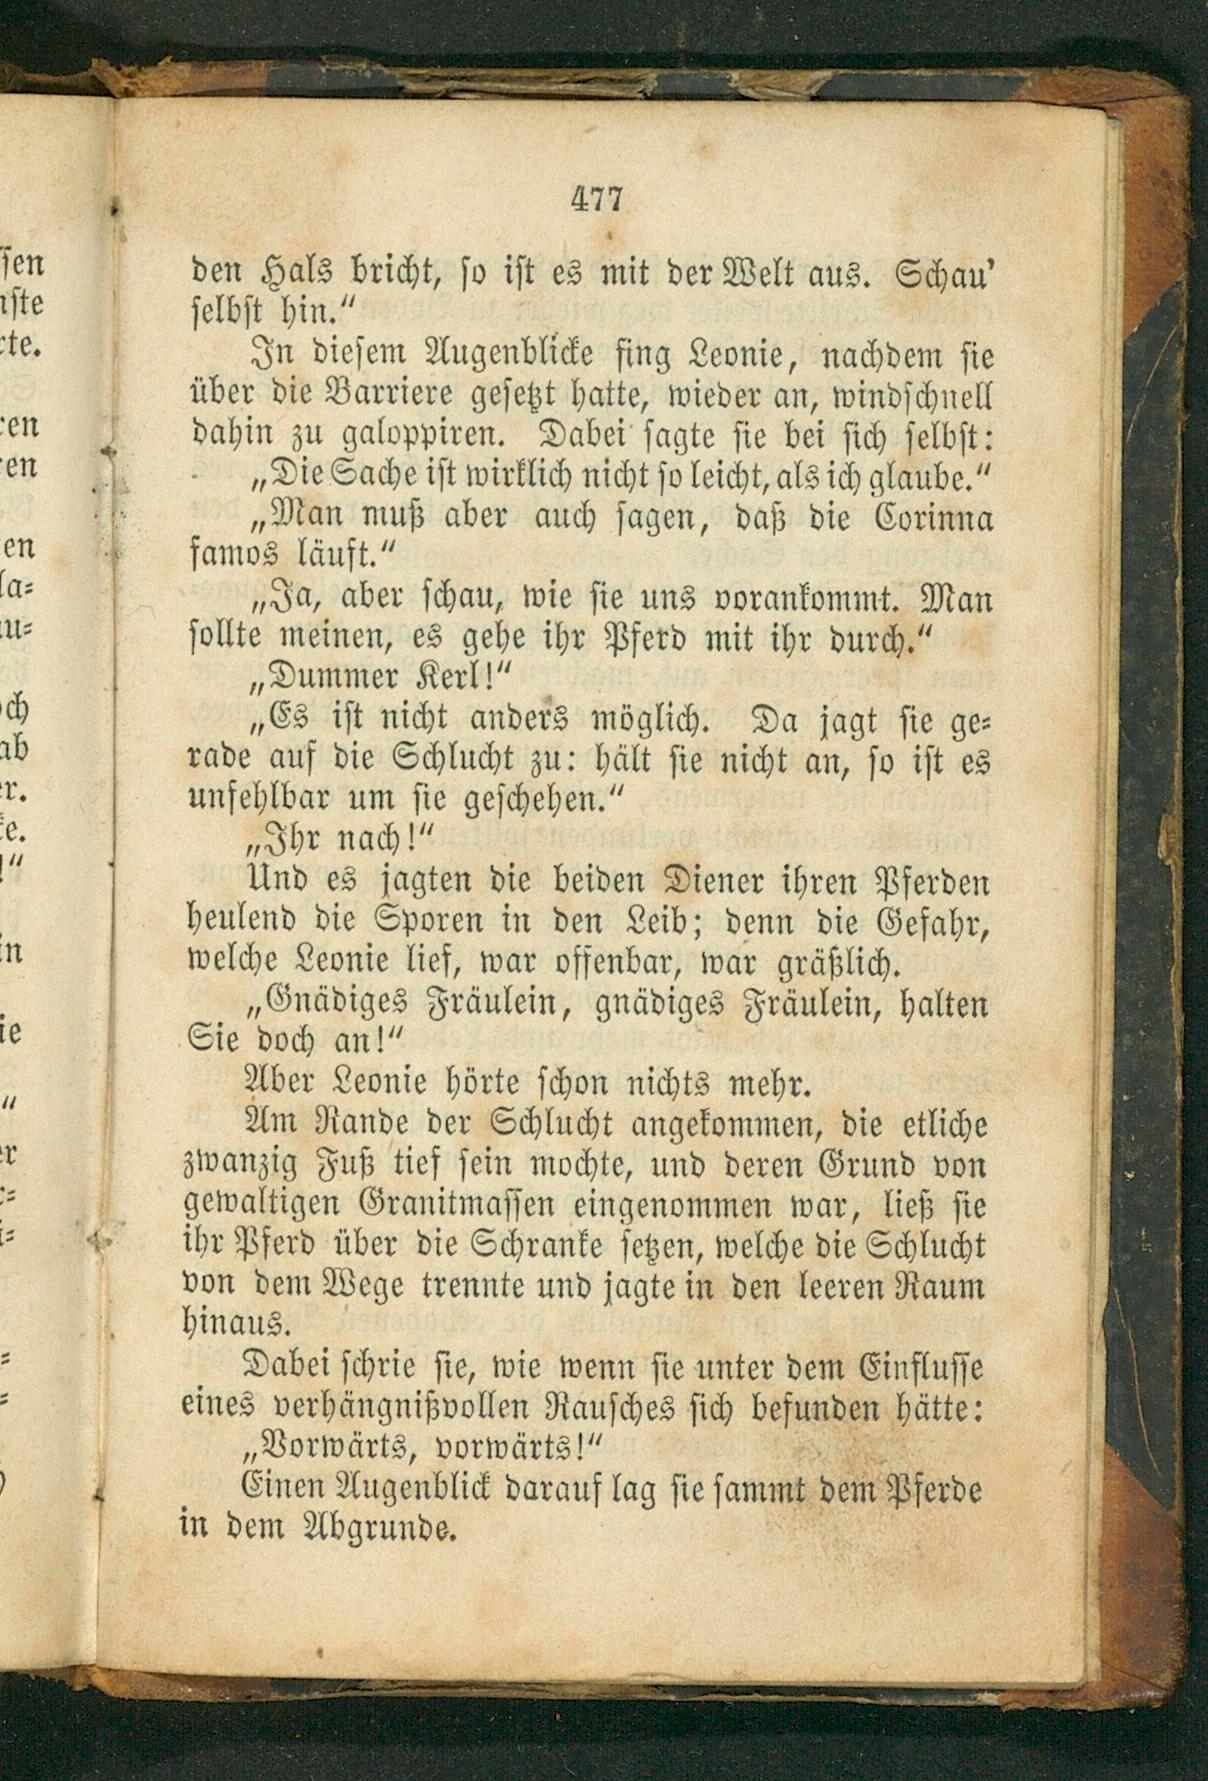 477
den Hals bricht, so ist es mit der Welt aus. Schau'
selbst hin.“
In diesem Augenblicke fing Leonie, nachdem sie
über die Barriere gesetzt hatte, wieder an, windschnell
dahin zu galoppiren. Dabei sagte sie bei sich selbst:
„Die Sache ist wirklich nicht so leicht, als ich glaube.“
„Man muß aber auch sagen, daß die Corinna
famos läuft.“
„Ja, aber schau, wie sie uns vorankommt. Man
sollte meinen, es gehe ihr Pferd mit ihr durch.“
„Dummer Kerl!“
„Es ist nicht anders möglich. Da jagt sie ge⸗
rade auf die Schlucht zu: hält sie nicht an, so ist es
unfehlbar um sie geschehen.“
„Ihr nach!“
Und es jagten die beiden Diener ihren Pferden
heulend die Sporen in den Leib; denn die Gefahr,
welche Leonie lief, war offenbar, war gräßlich.
„Gnädiges Fräulein, gnädiges Fräulein, halten
Sie doch an!“
Aber Leonie hörte schon nichts mehr.
Am Rande der Schlucht angekommen, die etliche
zwanzig Fuß tief sein mochte, und deren Grund von
gewaltigen Granitmassen eingenommen war, ließ sie
ihr Pferd über die Schranke setzen, welche die Schlucht
von dem Wege trennte und jagte in den leeren Raum
hinaus.
Dabei schrie sie, wie wenn sie unter dem Einflusse
eines verhängnißvollen Rausches sich befunden hätte:
„Vorwärts, vorwärts!“
Einen Augenblick darauf lag sie sammt dem Pferde
in dem Abgrunde.